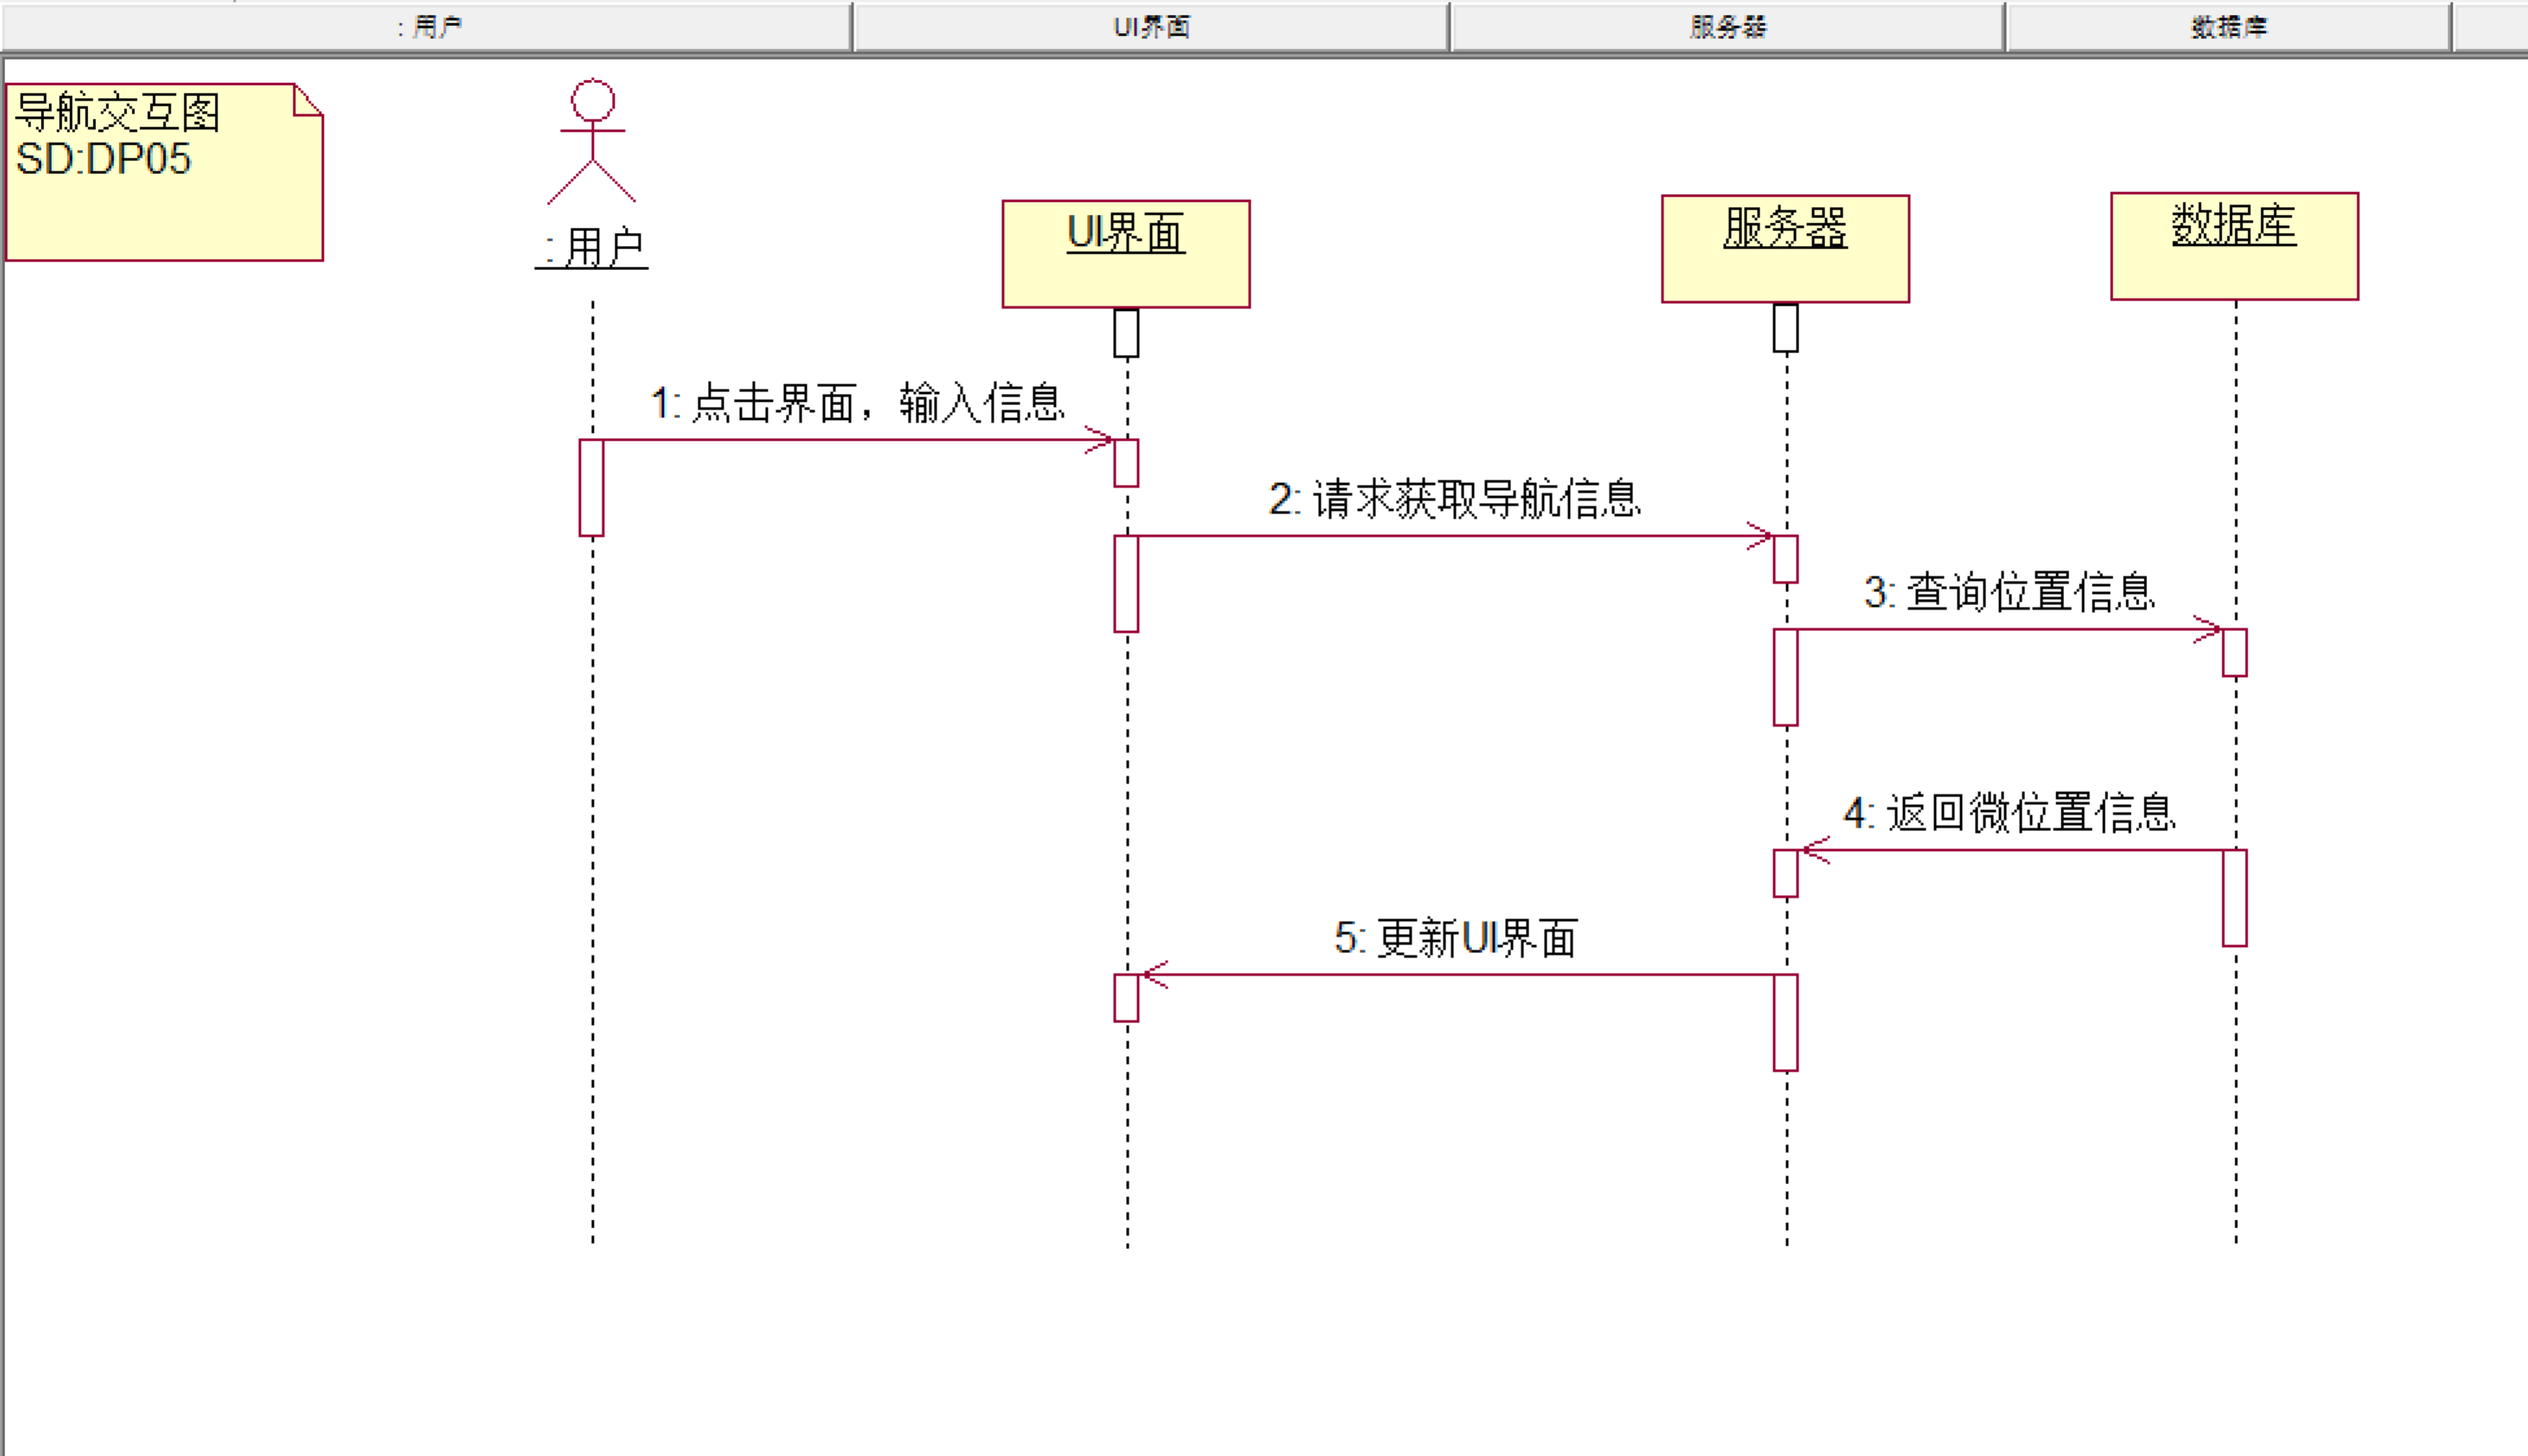 : 用户
UI界面
服务器
数据库
导航交互图
SD:DP05
: 用户
UI界面
服务器
数据库
1: 点击界面，输入信息
2: 请求获取导航信息
3: 查询位置信息
4: 返回微位置信息
5: 更新UI界面